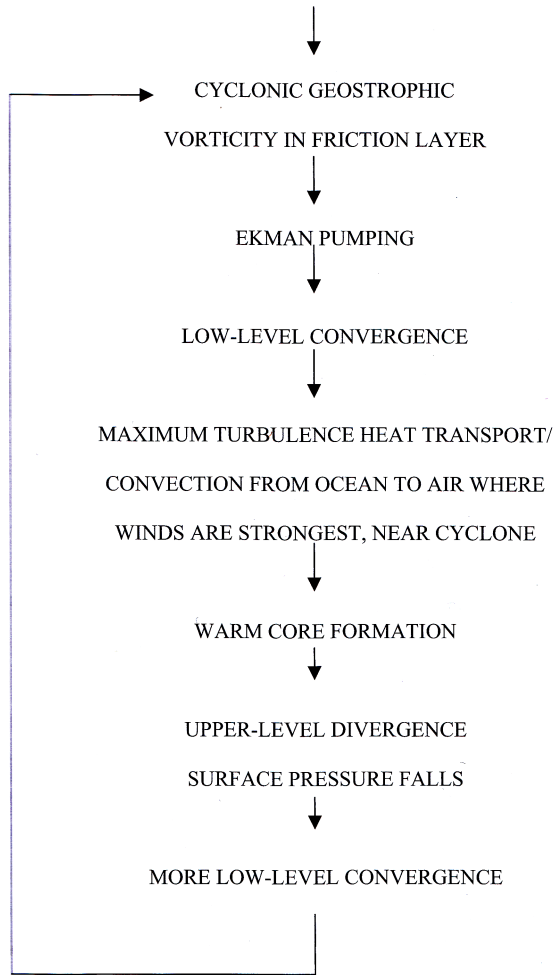 CYCLONIC GEOSTROPHIC
VORTICITY IN FRICTION LAYER
EKMAN PUMPING
LOW-LEVEL CONVERGENCE
MAXIMUM TURBULENCE HEAT TRANSPORT/
CONVECTION FROM OCEAN TO AIR WHERE
WINDS ARE STRONGEST, NEAR CYCLONE
WARM CORE FORMATION
UPPER-LEVEL DIVERGENCE
SURFACE PRESSURE FALLS
MORE LOW-LEVEL CONVERGENCE